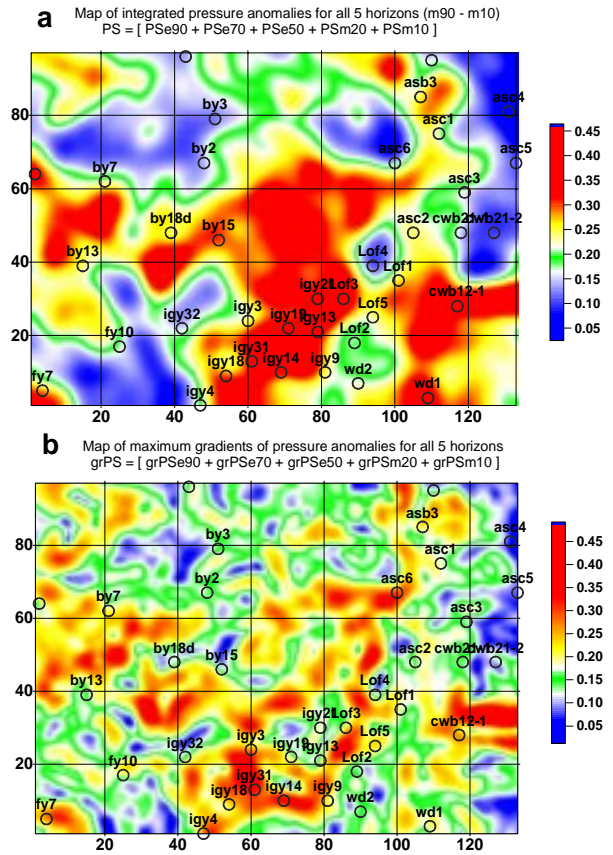 a
Map of integrated pressure anomalies for all 5 horizons (m90 - m10)
PS = [ PSe90 + PSe70 + PSe50 + PSm20 + PSm10 ]
asb3
asc4
80
by3
asc1
by2
asc6
asc5
by7
60
asc3
by18d
by15
asc2
cwb21
cwb21-2
by13
40
Lof4
Lof1
igy21
Lof3
cwb12-1
igy32
igy3
igy19
igy13
Lof5
20
fy10
Lof2
igy31
igy18
igy14
igy9
wd2
fy7
igy4
wd1
20
40
60
80
100
120
0.45
0.40
0.35
0.30
0.25
0.20
0.15
0.10
0.05
b
Map of maximum gradients of pressure anomalies for all 5 horizons
grPS = [ grPSe90 + grPSe70 + grPSe50 + grPSm20 + grPSm10 ]
asb3
asc4
80
by3
asc1
by2
asc6
asc5
by7
60
asc3
by18d
by15
asc2
cwb21
cwb21-2
by13
40
Lof4
Lof1
igy21
Lof3
cwb12-1
igy32
igy3
igy19
igy13
Lof5
20
fy10
Lof2
igy31
igy18
igy14
igy9
wd2
fy7
igy4
wd1
20
40
60
80
100
120
0.45
0.40
0.35
0.30
0.25
0.20
0.15
0.10
0.05